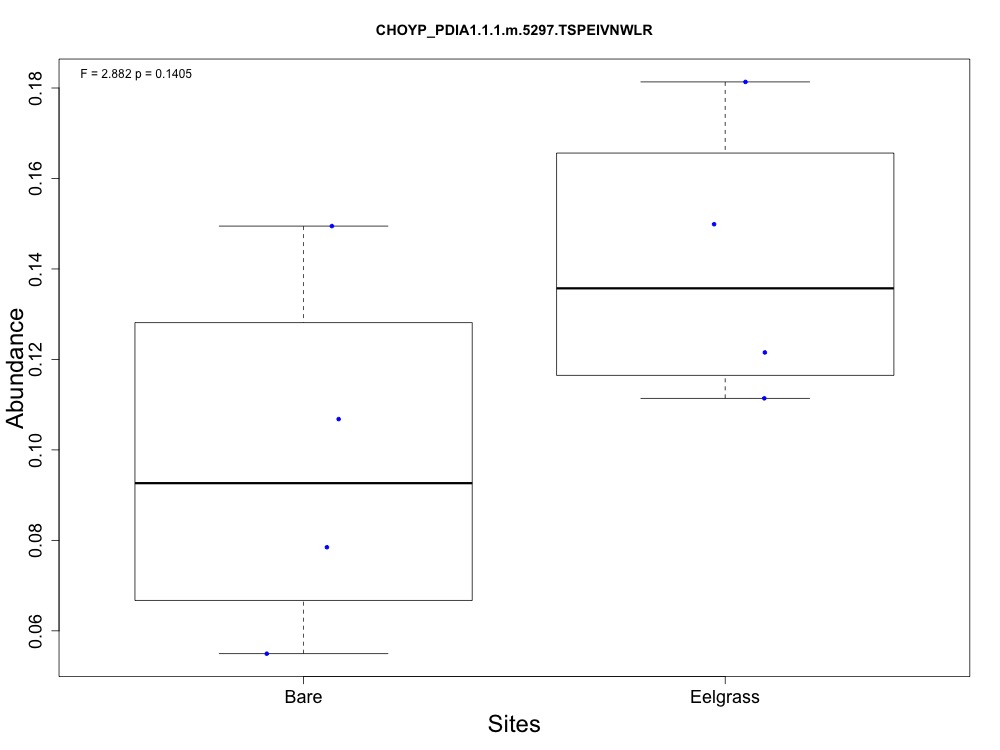 CHOYP_PDIA1.1.1.m.5297.TSPEIVNWLR
F = 2.882 p = 0.1405
0.18
0.16
0.14
0.12
0.10
0.08
0.06
Abundance
Bare
Eelgrass
Sites